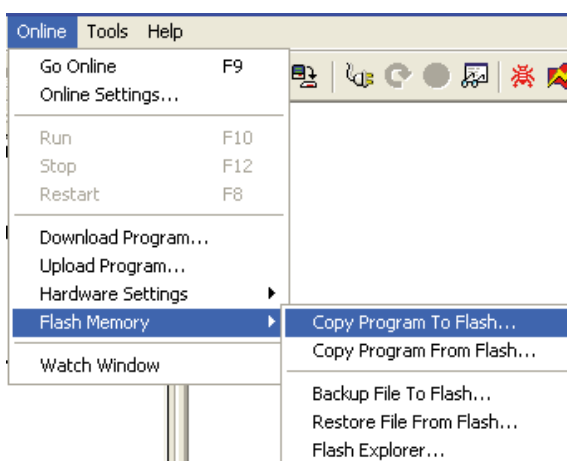 Online Tools Help
Go Online F9
Online Settings...
Run F10
Stop F12
Restart F8
Download Program...
Upload Program...
Hardware Settings
Flash Memory
Watch Window
Copy Program To Flash...
Copy Program From Flash...
Backup File To Flash...
Restore File From Flash...
Flash Explorer...